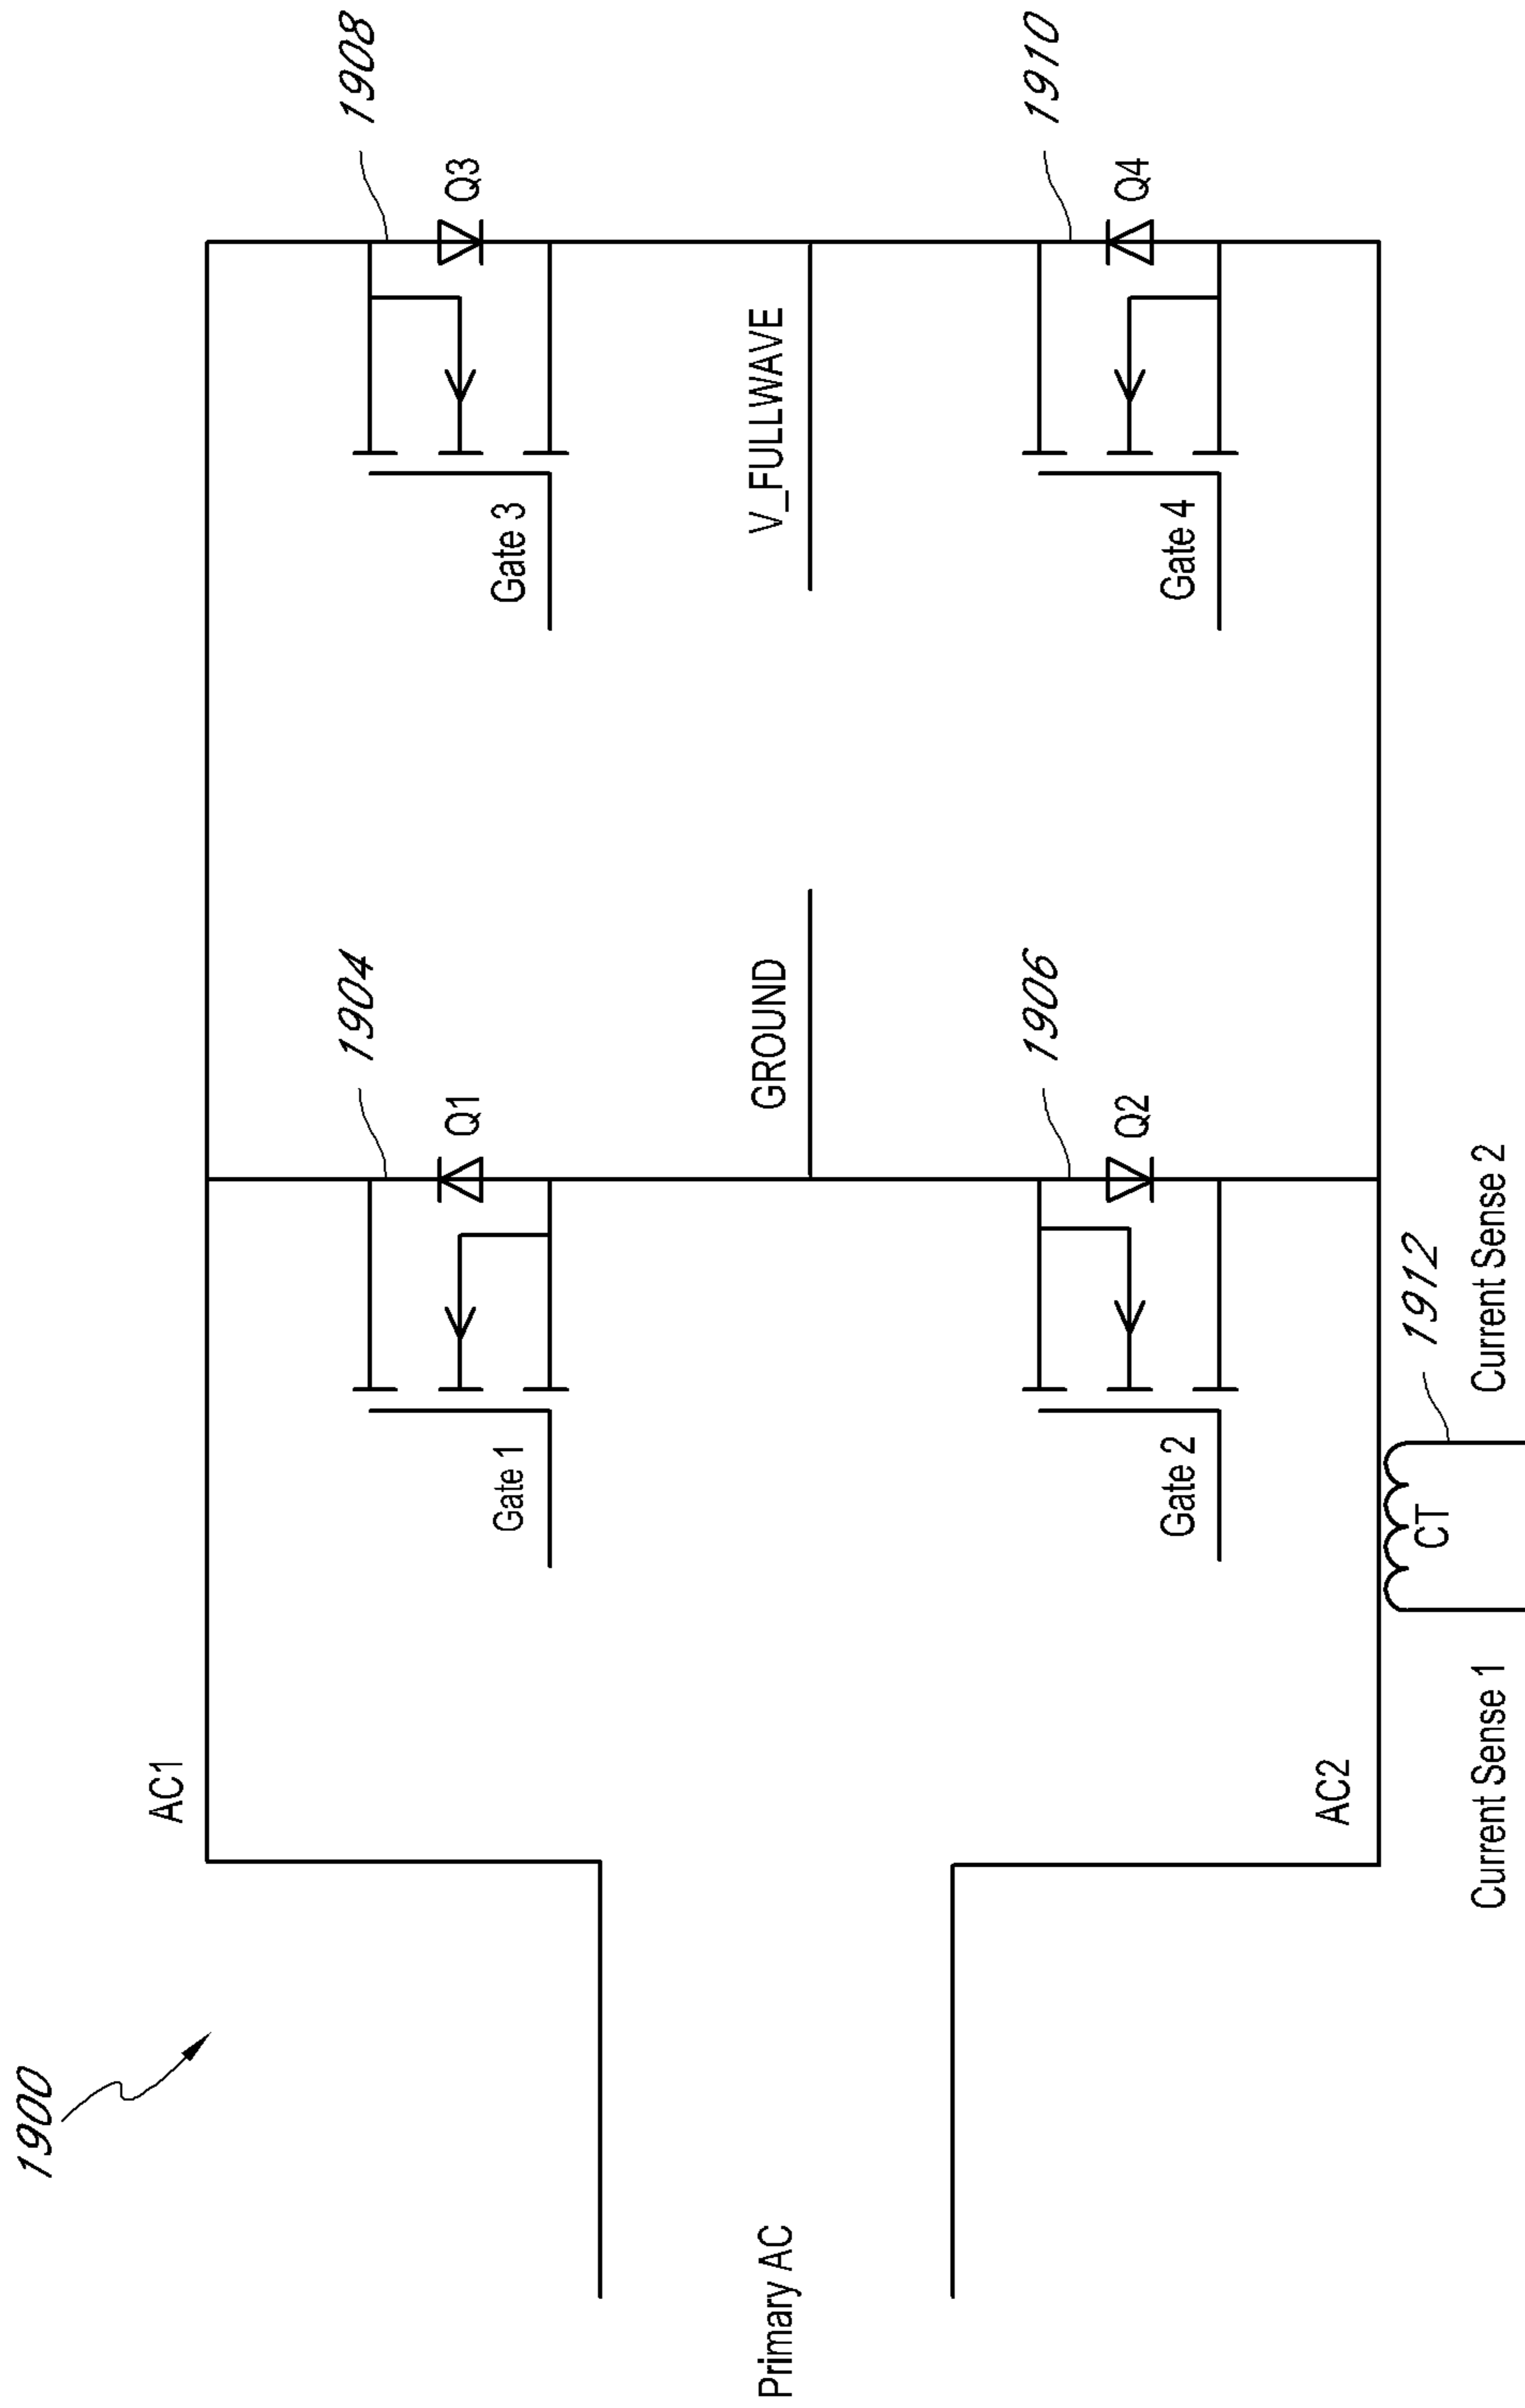 1900
AC1
1904
1908
Q1
Q3
Gate 1
Gate 3
Primary AC
GROUND
V_FULLWAVE
1906
1910
Q2
Q4
Gate 2
Gate 4
AC2
CT
1912
Current Sense 1
Current Sense 2